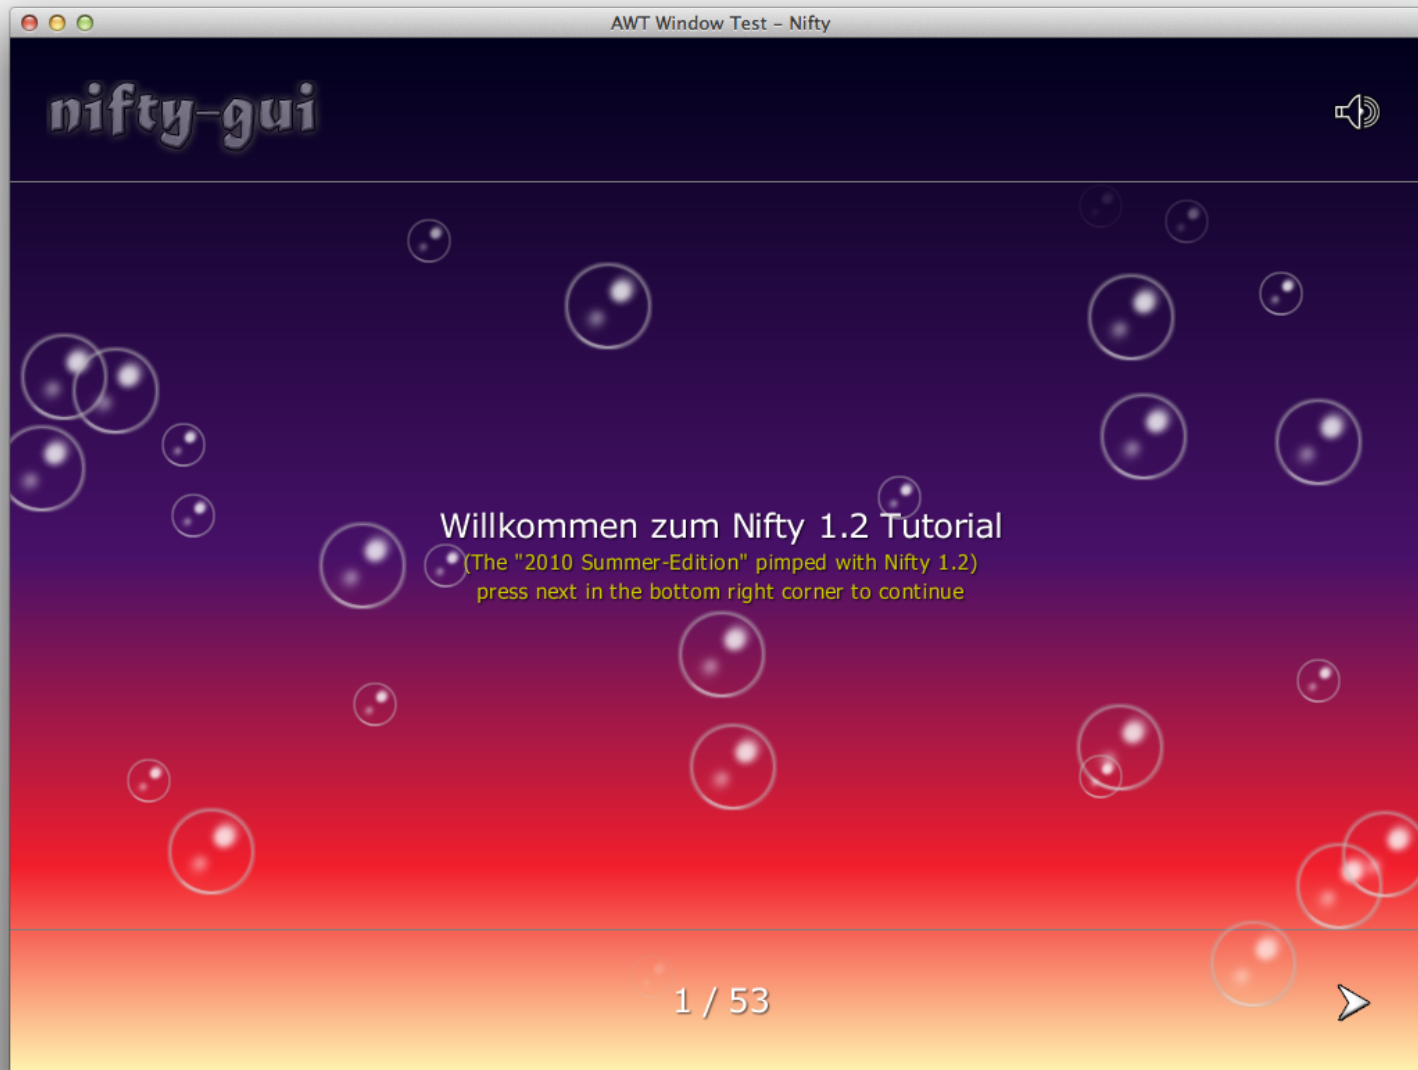 AWT Window Test – Nifty
nifty-gui
Willkommen zum Nifty 1.2 Tutorial
(The "2010 Summer-Edition" pimped with Nifty 1.2)
press next in the bottom right corner to continue
1 / 53